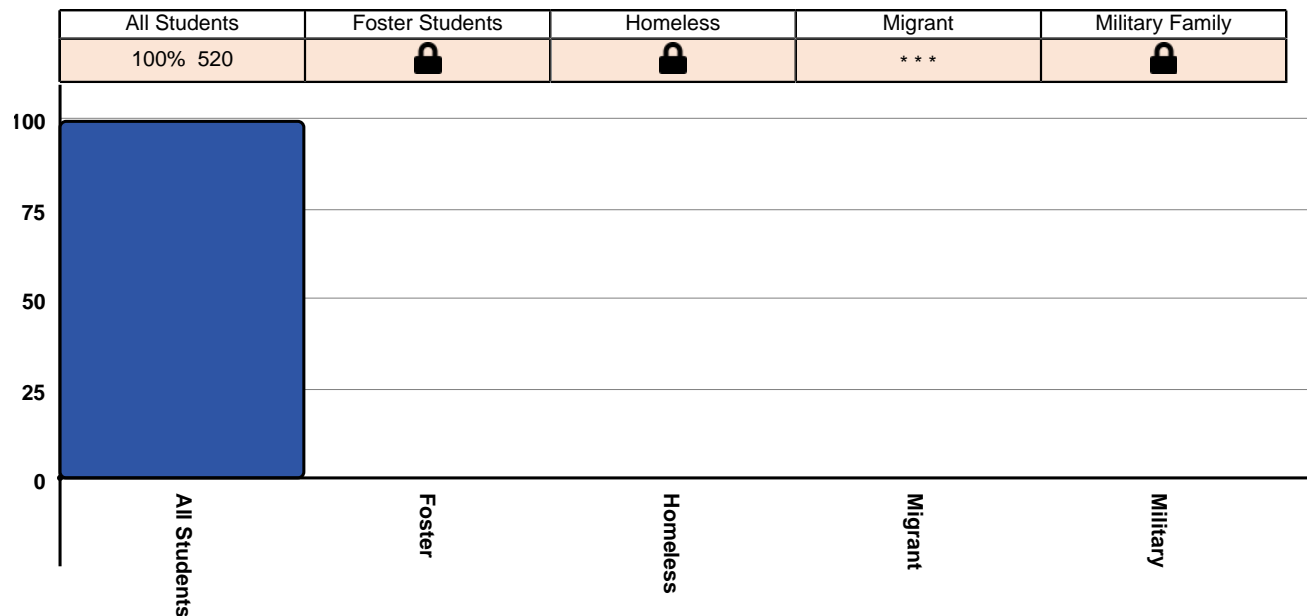 All Students Foster Students Homeless Migrant Military Family
100% 520 * * *
100
75
50
25
0
All Students Foster Homeless Migrant Military